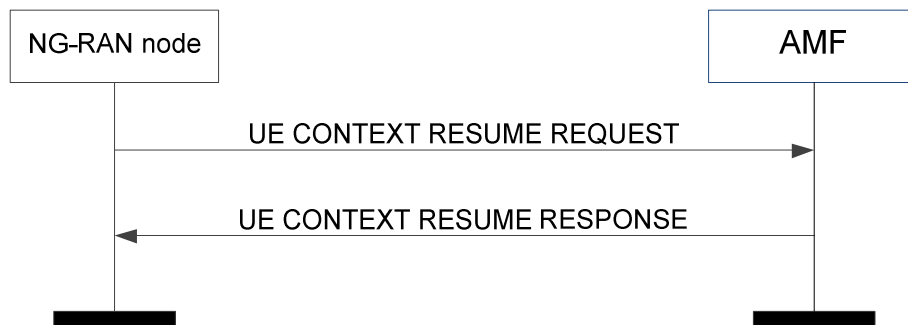 NG-RAN node
AMF
UE CONTEXT RESUME REQUEST
UE CONTEXT RESUME RESPONSE